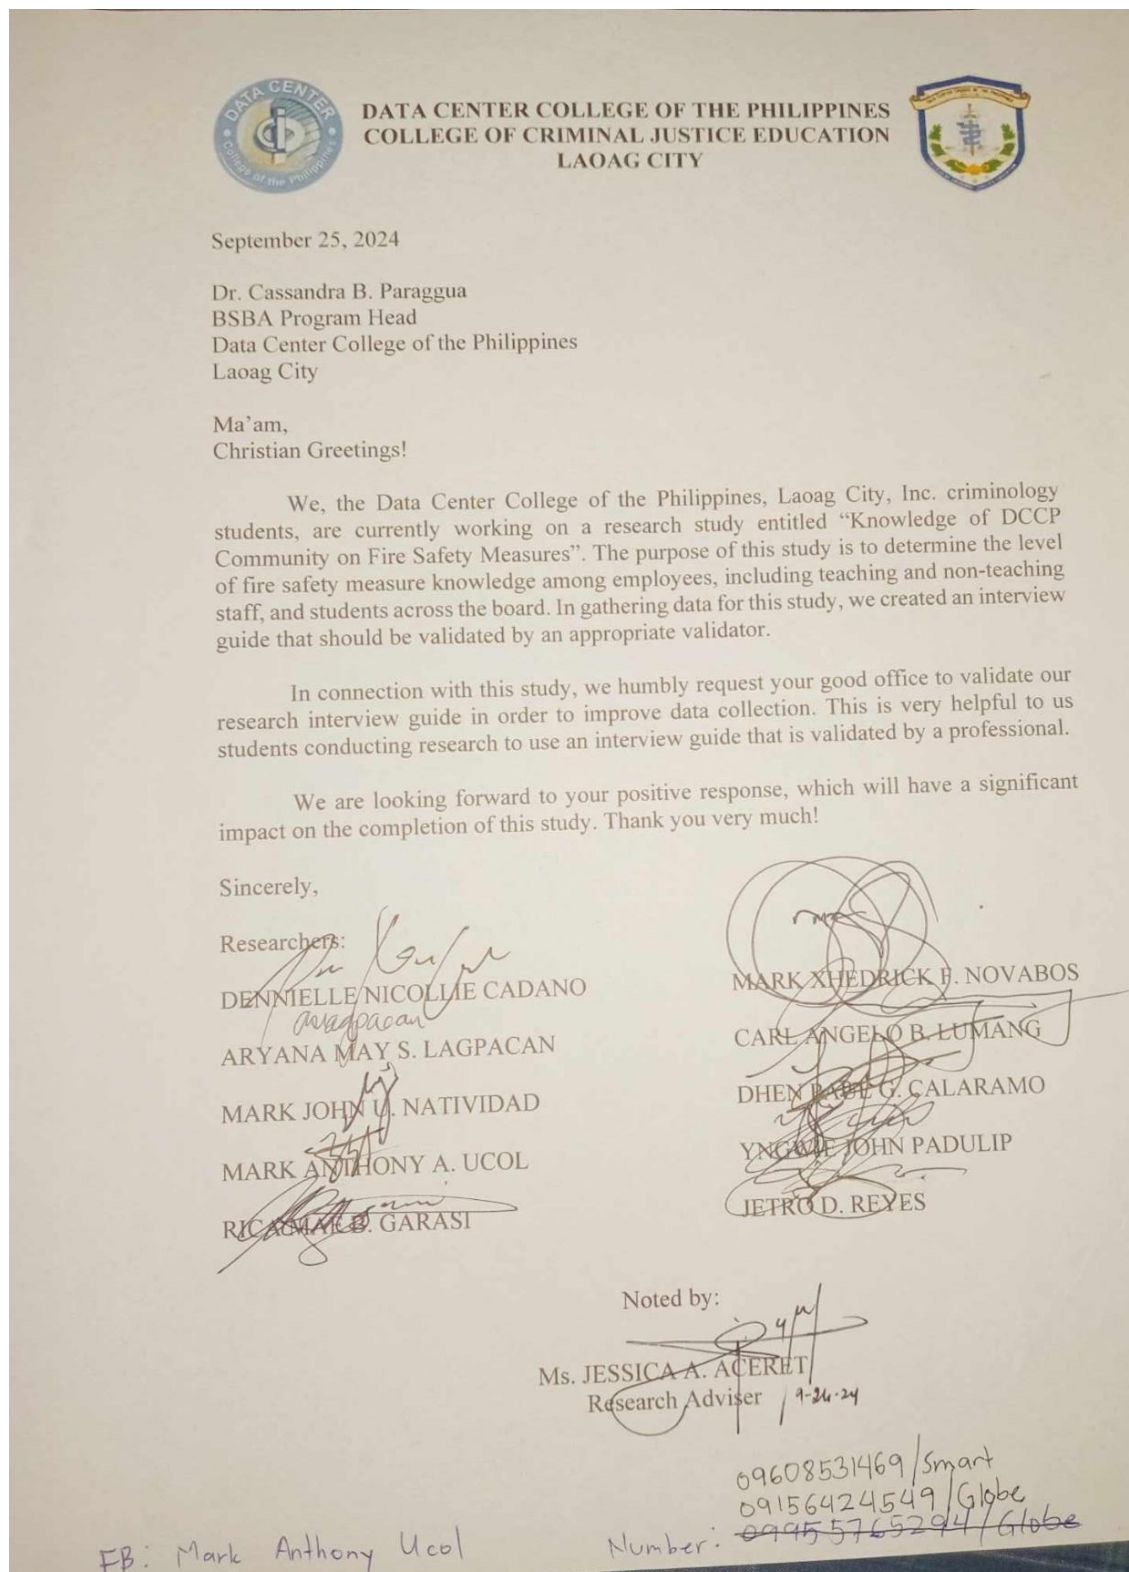 DATA CENTER
College of the Philippines
DATA CENTER COLLEGE OF THE PHILIPPINES
COLLEGE OF CRIMINAL JUSTICE EDUCATION
LAOAG CITY
September 25, 2024
Dr. Cassandra B. Paraggua
BSBA Program Head
Data Center College of the Philippines
Laoag City
Ma’am,
Christian Greetings!
We, the Data Center College of the Philippines, Laoag City, Inc. criminology
students, are currently working on a research study entitled “Knowledge of DCCP
Community on Fire Safety Measures”. The purpose of this study is to determine the level
of fire safety measure knowledge among employees, including teaching and non-teaching
staff, and students across the board. In gathering data for this study, we created an interview
guide that should be validated by an appropriate validator.
In connection with this study, we humbly request your good office to validate our
research interview guide in order to improve data collection. This is very helpful to us
students conducting research to use an interview guide that is validated by a professional.
We are looking forward to your positive response, which will have a significant
impact on the completion of this study. Thank you very much!
Sincerely,
Researchers:
DENNIELLE NICOLLIE CADANO
MARK XHEDRICK F. NOVABOS
ARYANA MAY S. LAGPACAN
CARL ANGELO B. LUMANG
MARK JOHN U. NATIVIDAD
DHEN PAUL G. CALARAMO
MARK ANTHONY A. UCOL
YNGWIE JOHN PADULIP
RICA MAE B. GARASI
JETRO D. REYES
Noted by:
Ms. JESSICA A. ACERET
Research Adviser
9-26-24
09608531469/Smart
09156424549/Globe
FB: Mark Anthony Ucol
Number: 09955765294/Globe